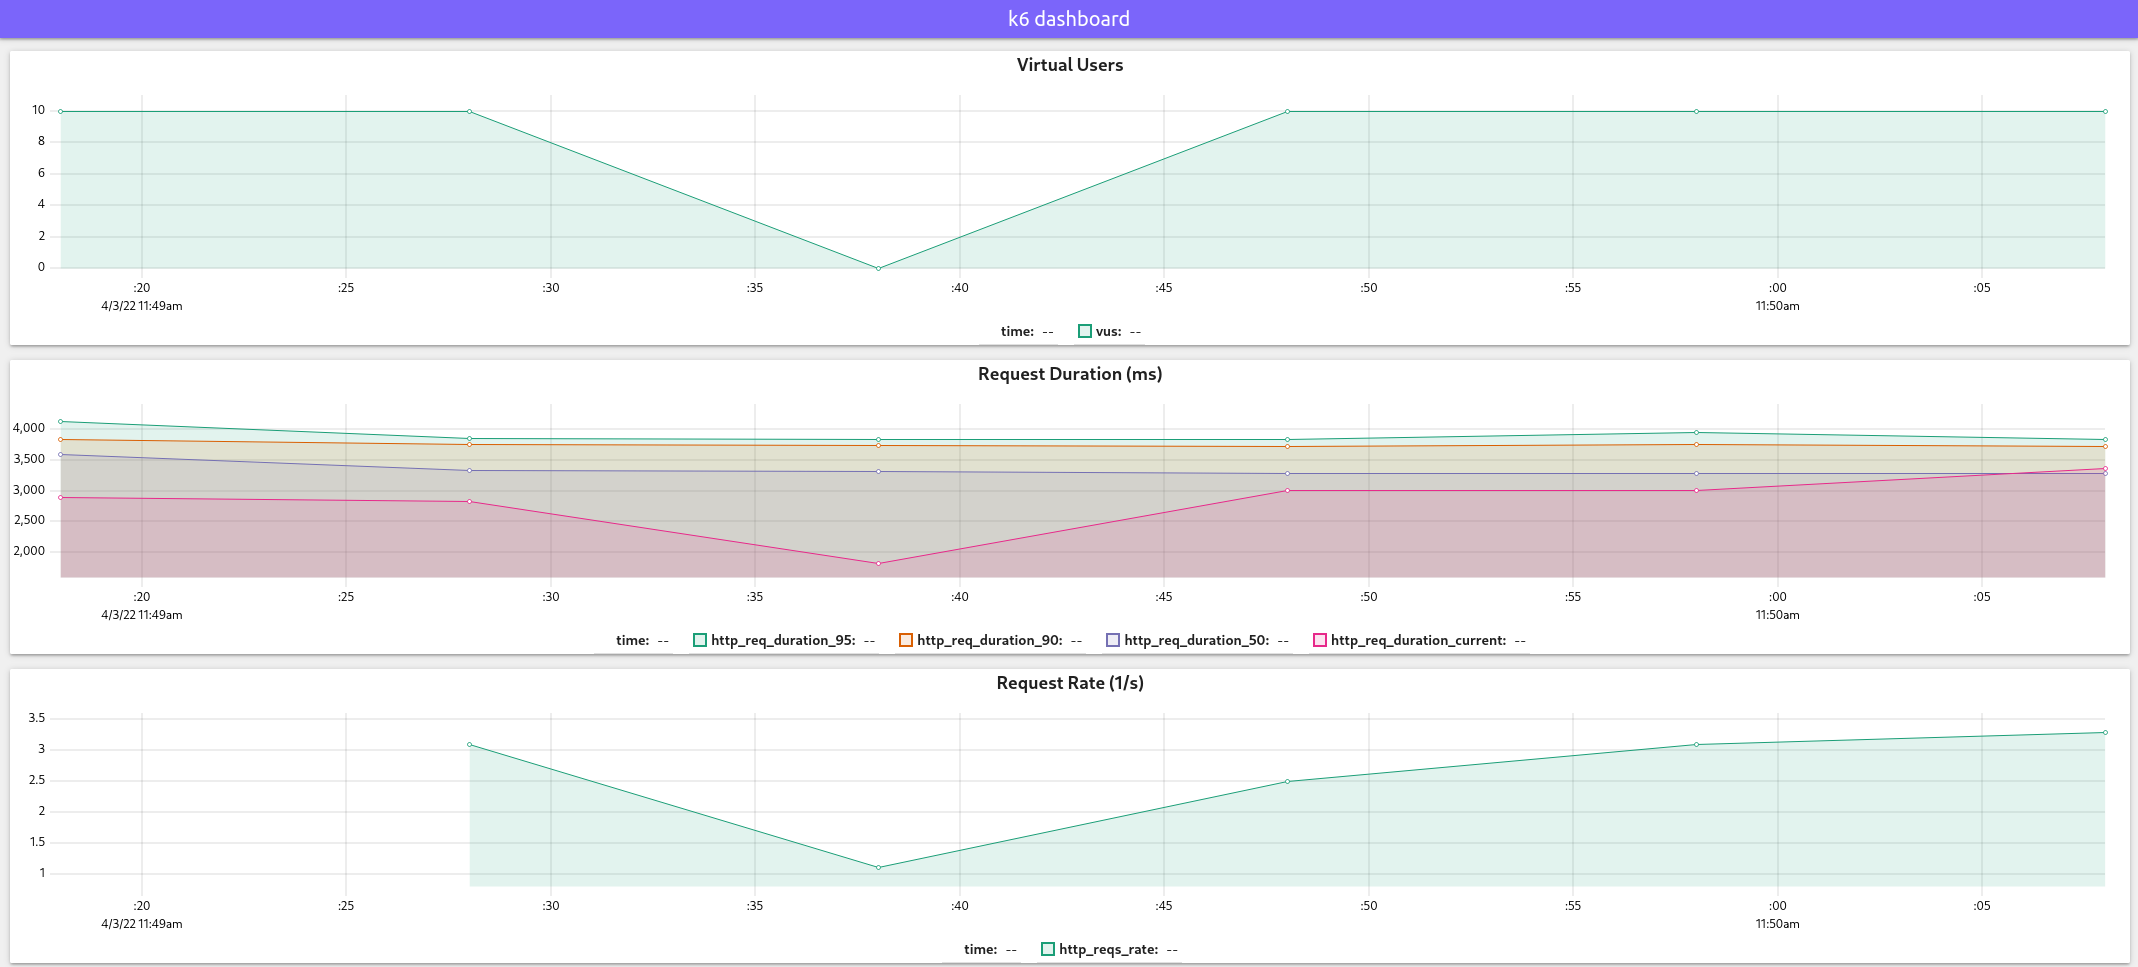 k6 dashboard
Virtual Users
10
8
6
4
2
0
:20 :25 :30 :35 :40 :45 :50 :55 :00 :05
4/3/22 11:49am 11:50am
time: -- vus: --
Request Duration (ms)
4,000
3,500
3,000
2,500
2,000
:20 :25 :30 :35 :40 :45 :50 :55 :00 :05
4/3/22 11:49am 11:50am
time: -- http_req_duration_95: -- http_req_duration_90: -- http_req_duration_50: -- http_req_duration_current: --
Request Rate (1/s)
3.5
3
2.5
2
1.5
1
:20 :25 :30 :35 :40 :45 :50 :55 :00 :05
4/3/22 11:49am 11:50am
time: -- http_reqs_rate: --